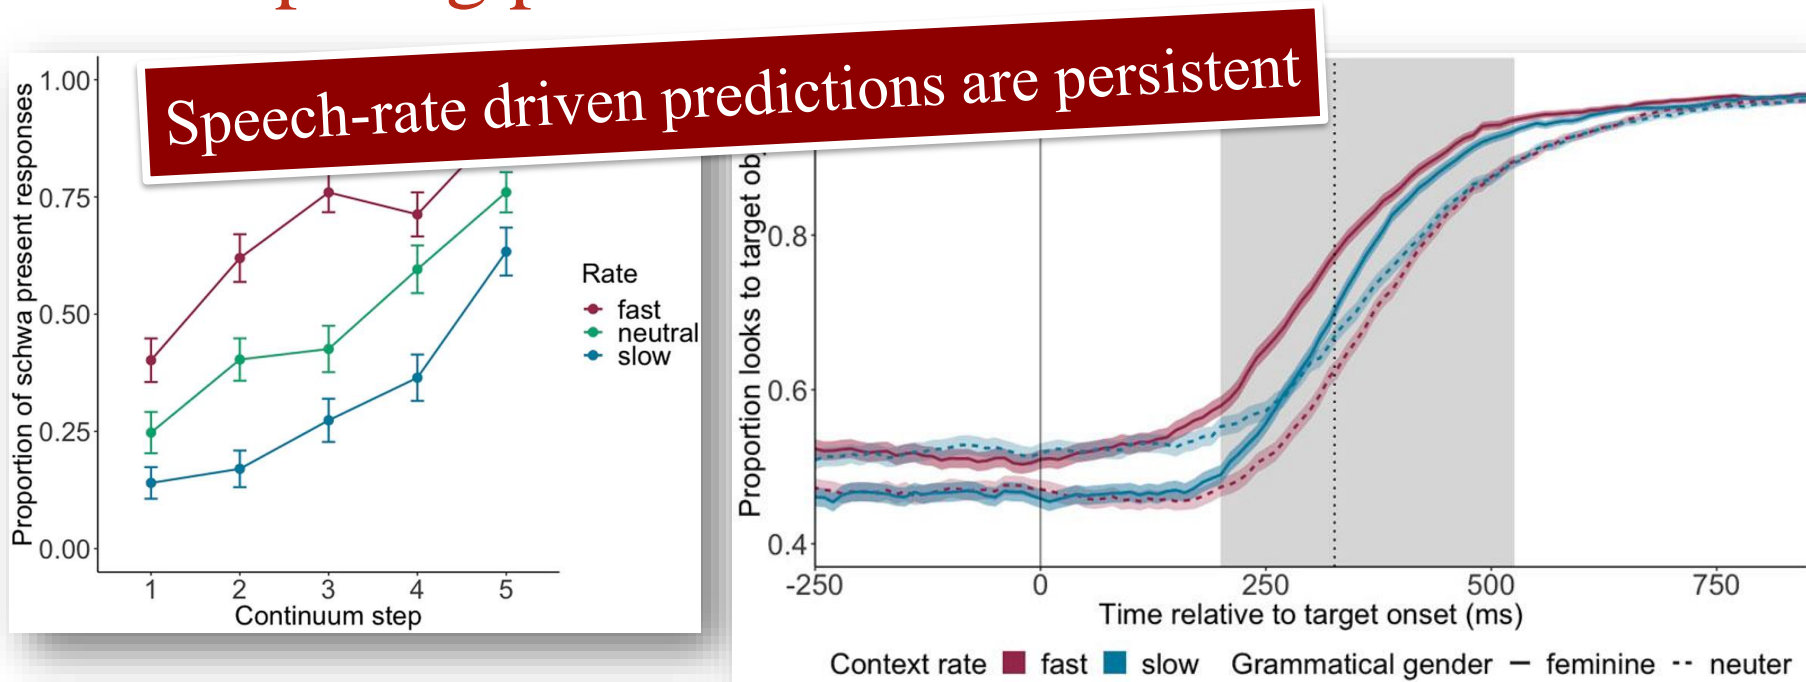 Speech-rate driven predictions are persistent
Proportion of schwa present responses
1.00
0.75
0.50
0.25
0.00
1 2 3 4 5
Continuum step
Rate
fast
neutral
slow
Proportion looks to target
0.8
0.6
0.4
-250 0 250 500 750
Time relative to target onset (ms)
Context rate fast slow Grammatical gender feminine neuter